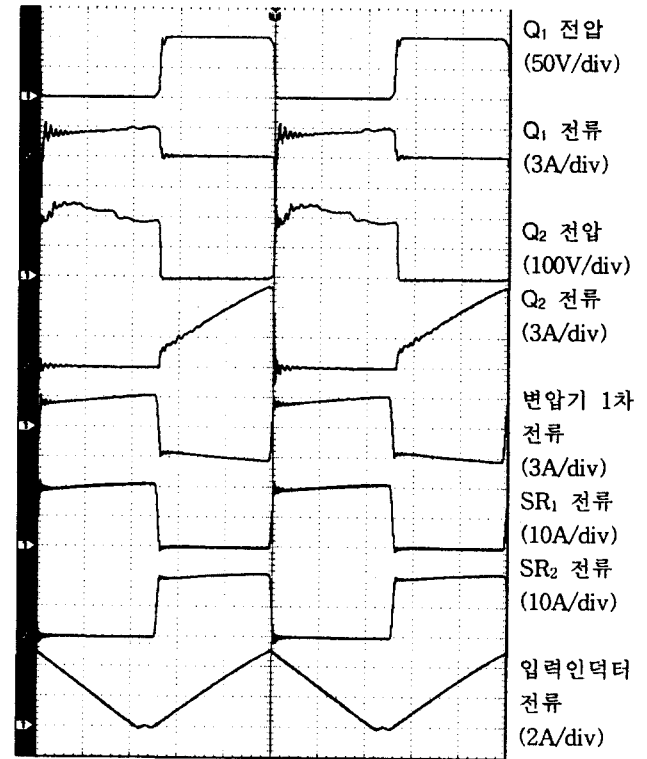 Q₁ 전압
(50V/div)
Q₁ 전류
(3A/div)
Q₂ 전압
(100V/div)
Q₂ 전류
(3A/div)
변압기 1차
전류
(3A/div)
SR₁ 전류
(10A/div)
SR₂ 전류
(10A/div)
입력인덕터
전류
(2A/div)